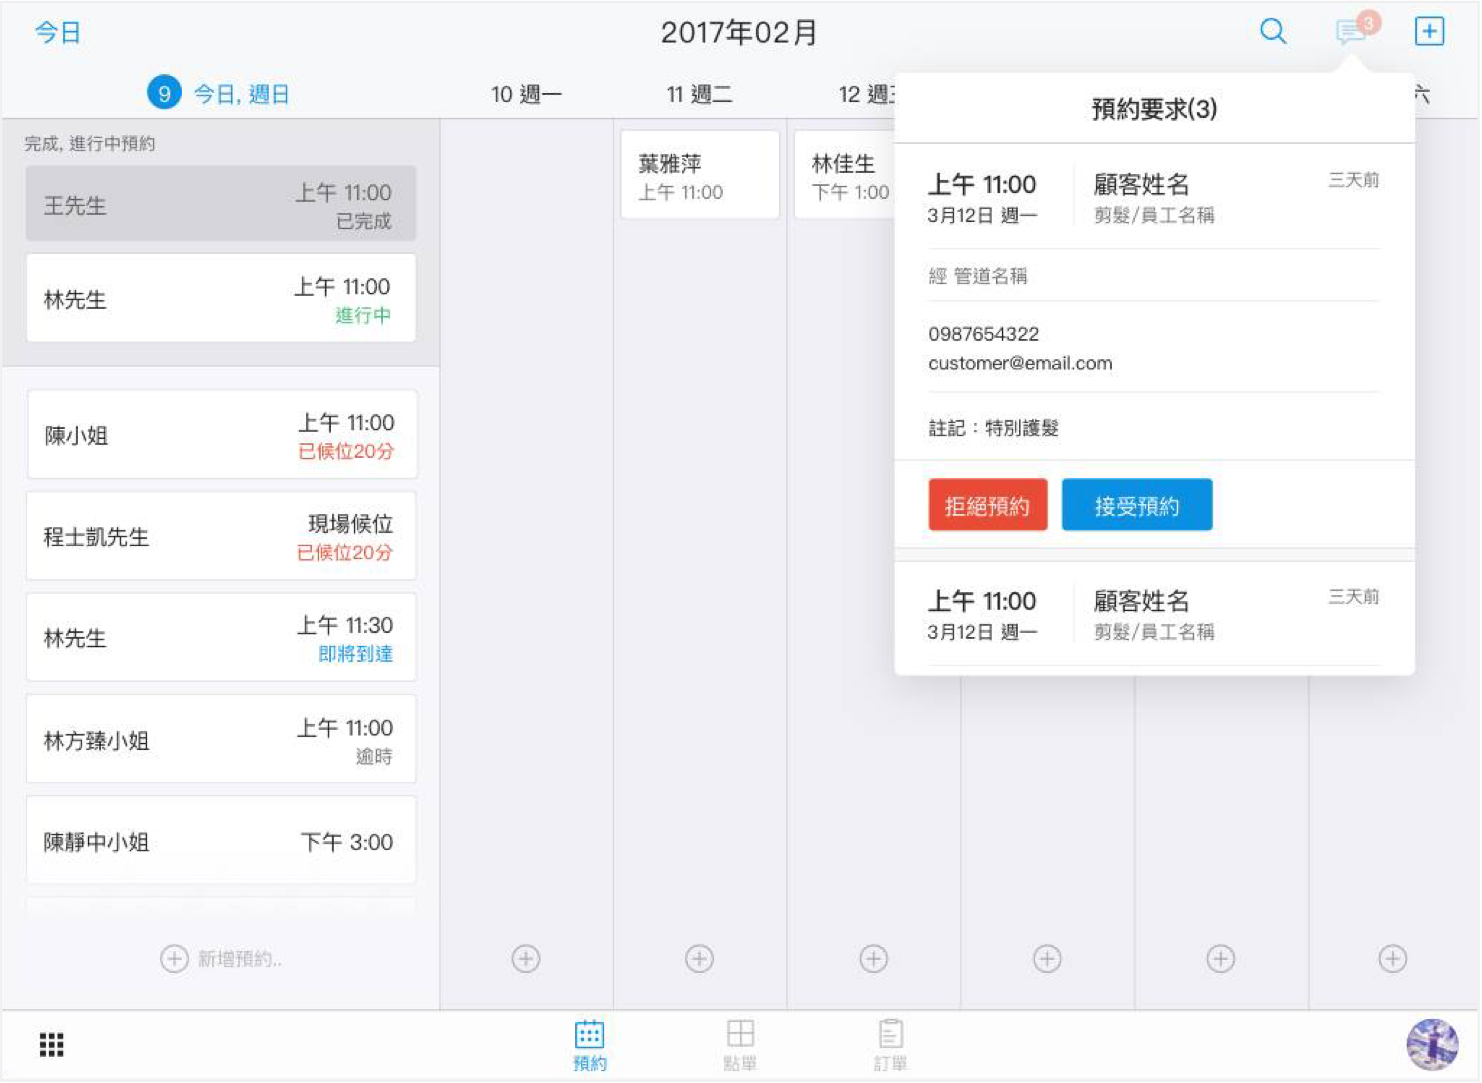 今日
2017年02月
3
9 今日, 週日
10 週一
11 週二
12 週三
六
完成, 進行中預約
王先生
上午 11:00
已完成
林先生
上午 11:00
進行中
陳小姐
上午 11:00
已候位20分
程士凱先生
現場候位
已候位20分
林先生
上午 11:30
即將到達
林方臻小姐
上午 11:00
逾時
陳靜中小姐
下午 3:00
新增預約..
葉雅萍
上午 11:00
林佳生
下午 1:00
預約要求(3)
上午 11:00
3月12日 週一
顧客姓名
剪髮/員工名稱
三天前
經 管道名稱
0987654322
customer@email.com
註記：特別護髮
拒絕預約
接受預約
上午 11:00
3月12日 週一
顧客姓名
剪髮/員工名稱
三天前
預約
點單
訂單